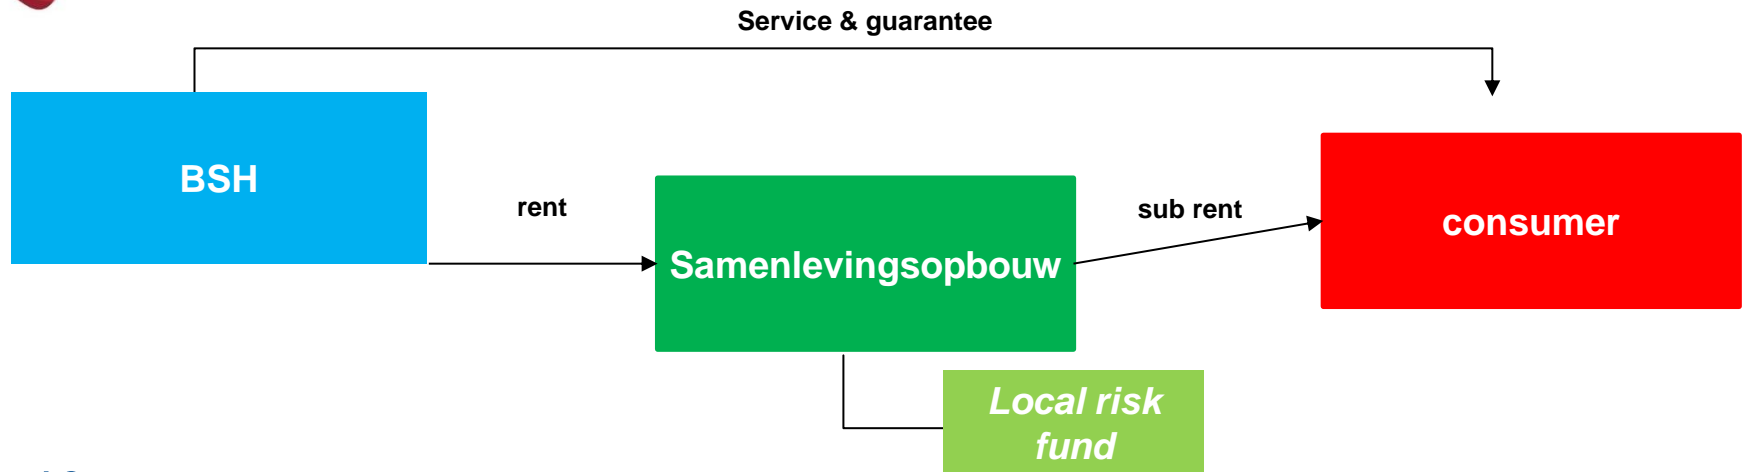 Service & guarantee
BSH
rent
Samenlevingsopbouw
sub rent
consumer
Local risk
fund